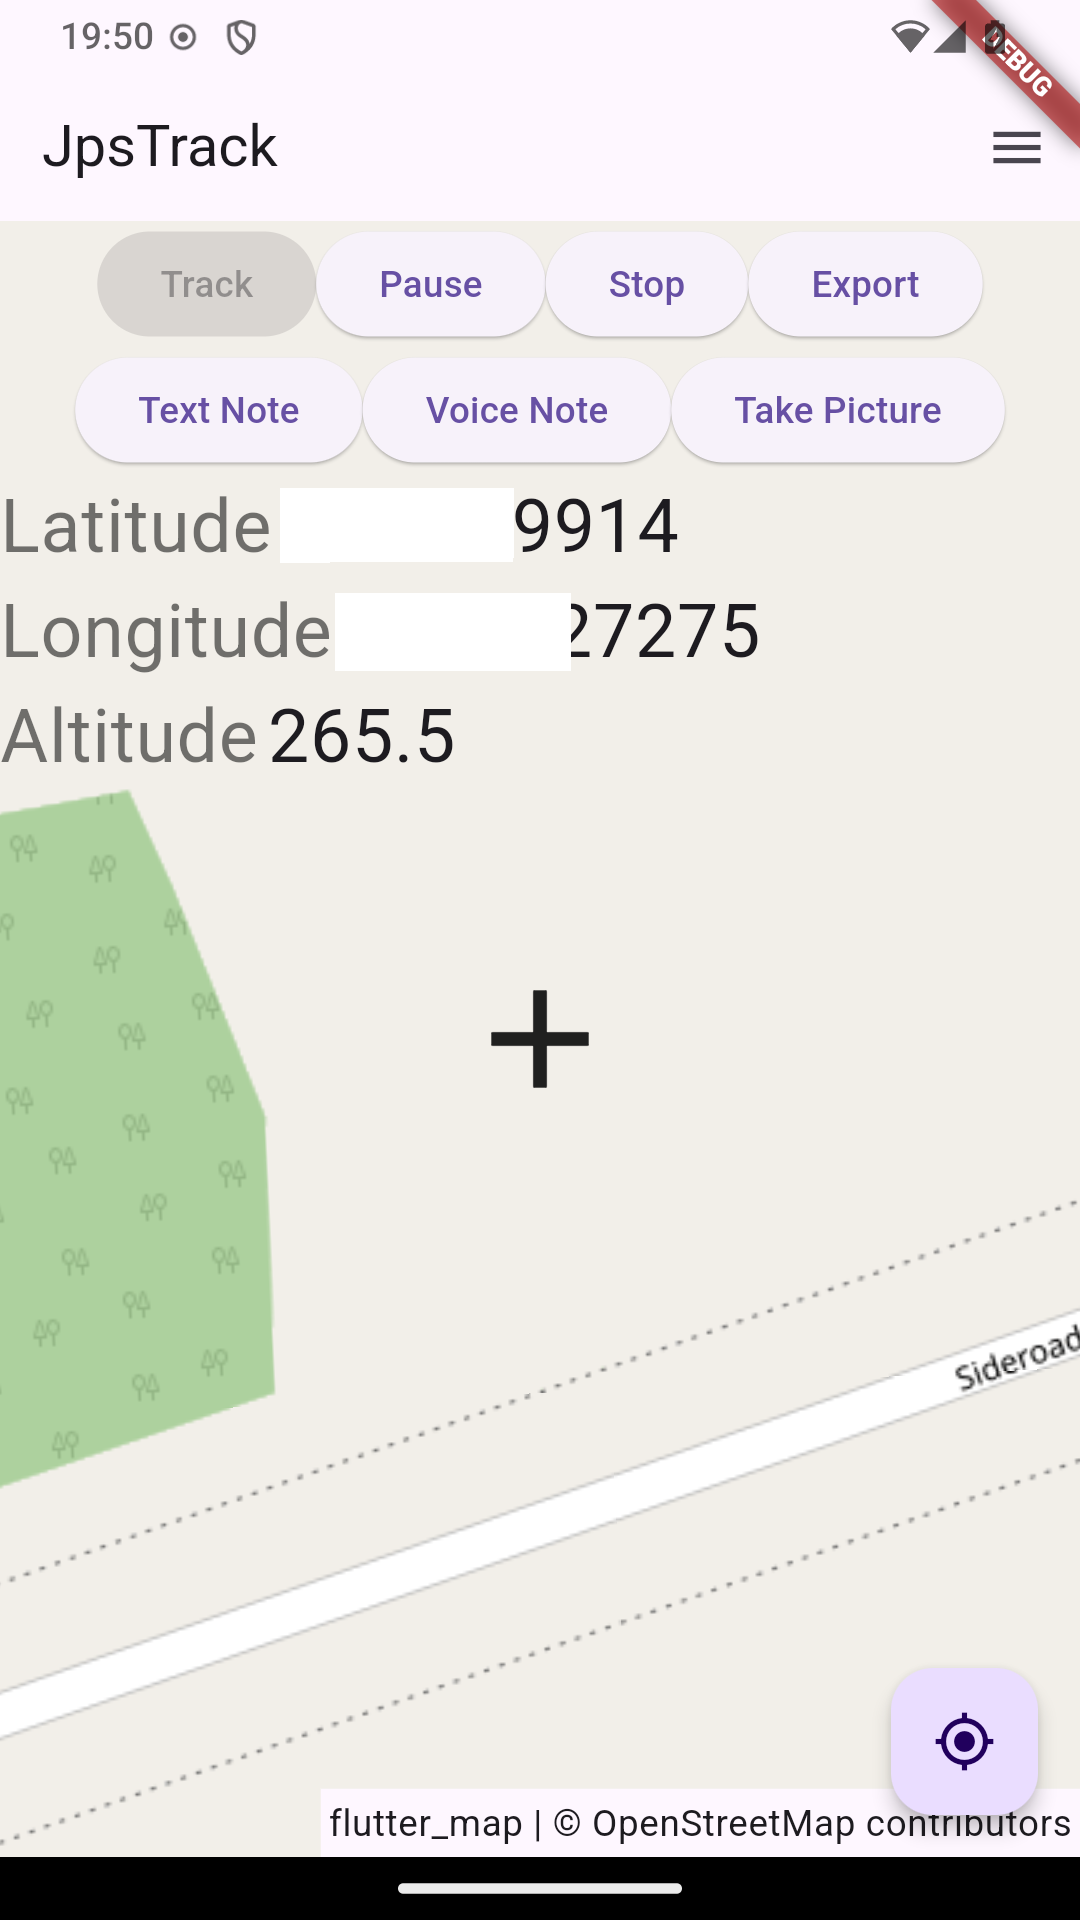 19:50
DEBUG
JpsTrack
Track Pause Stop Export
Text Note Voice Note Take Picture
Latitude 9914
Longitude 27275
Altitude 265.5
Sideroad
flutter_map | © OpenStreetMap contributors